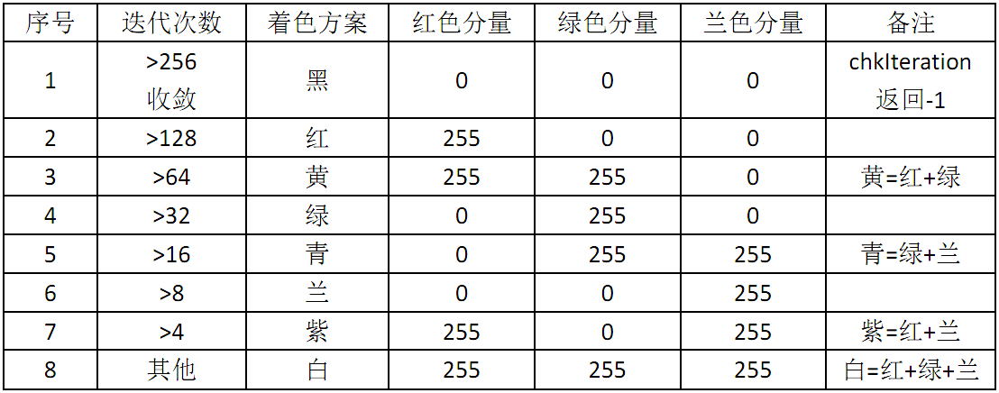 序号 迭代次数 着色方案 红色分量 绿色分量 兰色分量 备注
1 >256 收敛 黑 0 0 0 chkIteration 返回-1
2 >128 红 255 0 0
3 >64 黄 255 255 0 黄=红+绿
4 >32 绿 0 255 0
5 >16 青 0 255 255 青=绿+兰
6 >8 兰 0 0 255
7 >4 紫 255 0 255 紫=红+兰
8 其他 白 255 255 255 白=红+绿+兰